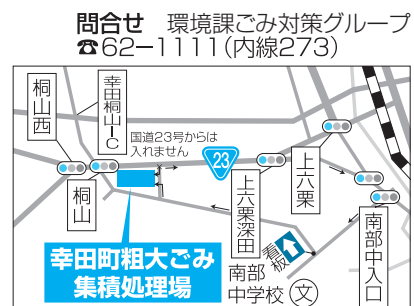 問合せ 環境課ごみ対策グループ
☎62−1111(内線273)
桐山西
幸田桐山IC
国道23号からは
入れません
23
桐山
上六栗深田
上六栗
看板
南部中入口
幸田町粗大ごみ
集積処理場
南部
中学校
文